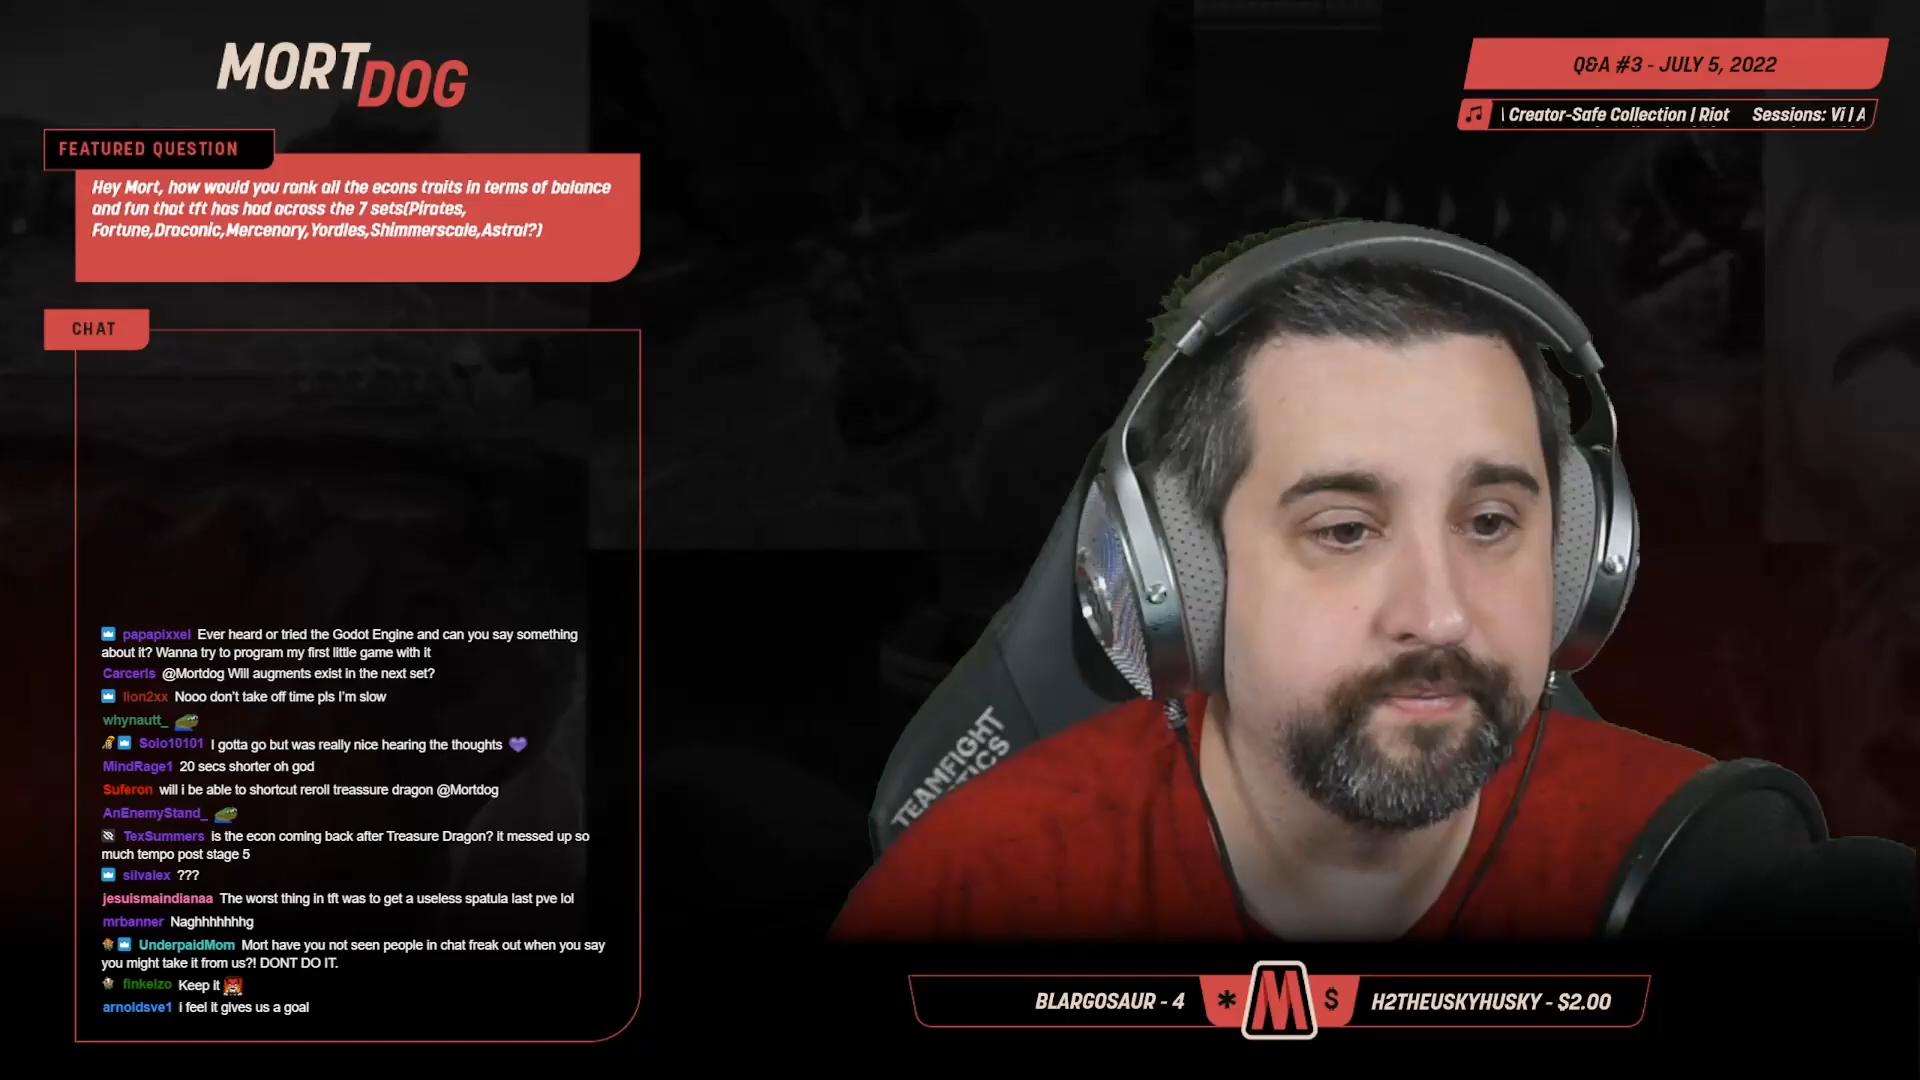 MORTDOG
Q&A #3 - JULY 5, 2022
Creator-Safe Collection | Riot Sessions: Vi | A
FEATURED QUESTION
Hey Mort, how would you rank all the econs traits in terms of balance
and fun that tft has had across the 7 sets(Pirates,
Fortune,Draconic,Mercenary,Yordles,Shimmerscale,Astral?)
CHAT
papapixxel Ever heard or tried the Godot Engine and can you say something
about it? Wanna try to program my first little game with it
Carceris @Mortdog Will augments exist in the next set?
lion2xx Nooo don't take off time pls I'm slow
whynautt_
Solo10101 I gotta go but was really nice hearing the thoughts
MindRage1 20 secs shorter oh god
Suferon will i be able to shortcut reroll treassure dragon @Mortdog
AnEnemyStand_
TexSummers is the econ coming back after Treasure Dragon? it messed up so
much tempo post stage 5
silvalex ???
jesuismaindianaa The worst thing in tft was to get a useless spatula last pve lol
mrbanner Naghhhhhhhg
UnderpaidMom Mort have you not seen people in chat freak out when you say
you might take it from us?! DONT DO IT.
finkelzo Keep it
arnoldsve1 i feel it gives us a goal
TEAMFIGHT
TICS
BLARGOSAUR - 4 * M $ H2THEUSKYHUSKY - $2.00